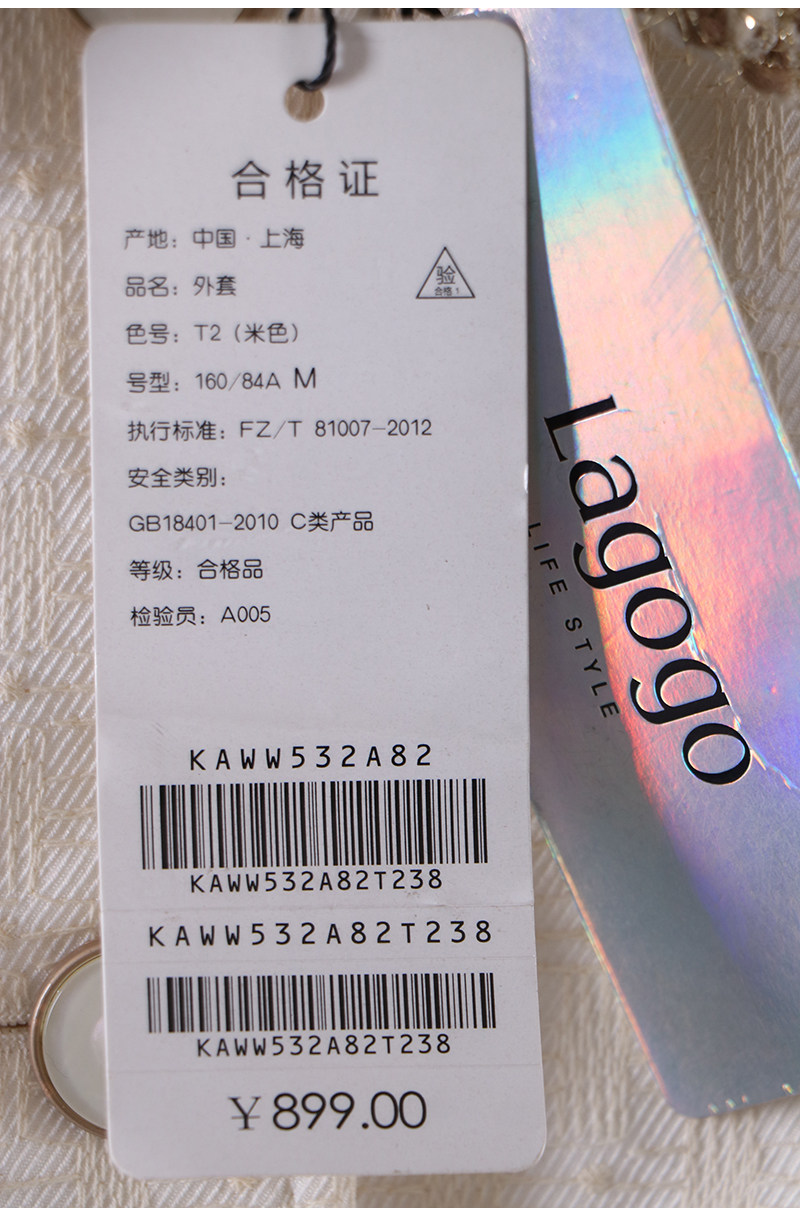 合格证
产地：中国·上海
品名：外套
验
合格1
色号：T2（米色）
号型：160/84A M
执行标准：FZ/T 81007-2012
安全类别：
GB18401-2010 C类产品
等级：合格品
检验员：A005
KAWW532A82
KAWW532A82T238
KAWW532A82T238
KAWW532A82T238
￥899.00
Lagogo
LIFE STYLE